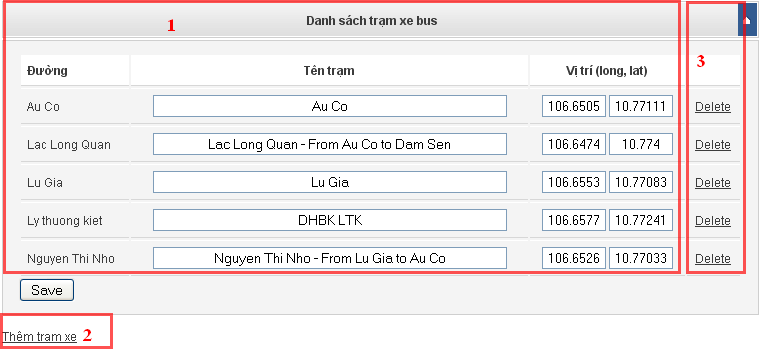 1 Danh sách trạm xe bus
3
Đường Tên trạm Vị trí (long, lat)
Au Co Au Co 106.6505 10.77111 Delete
Lac Long Quan Lac Long Quan - From Au Co to Dam Sen 106.6474 10.774 Delete
Lu Gia Lu Gia 106.6553 10.77083 Delete
Ly thuong kiet DHBK LTK 106.6577 10.77241 Delete
Nguyen Thi Nho Nguyen Thi Nho - From Lu Gia to Au Co 106.6526 10.77033 Delete
Save
Thêm tram xe 2